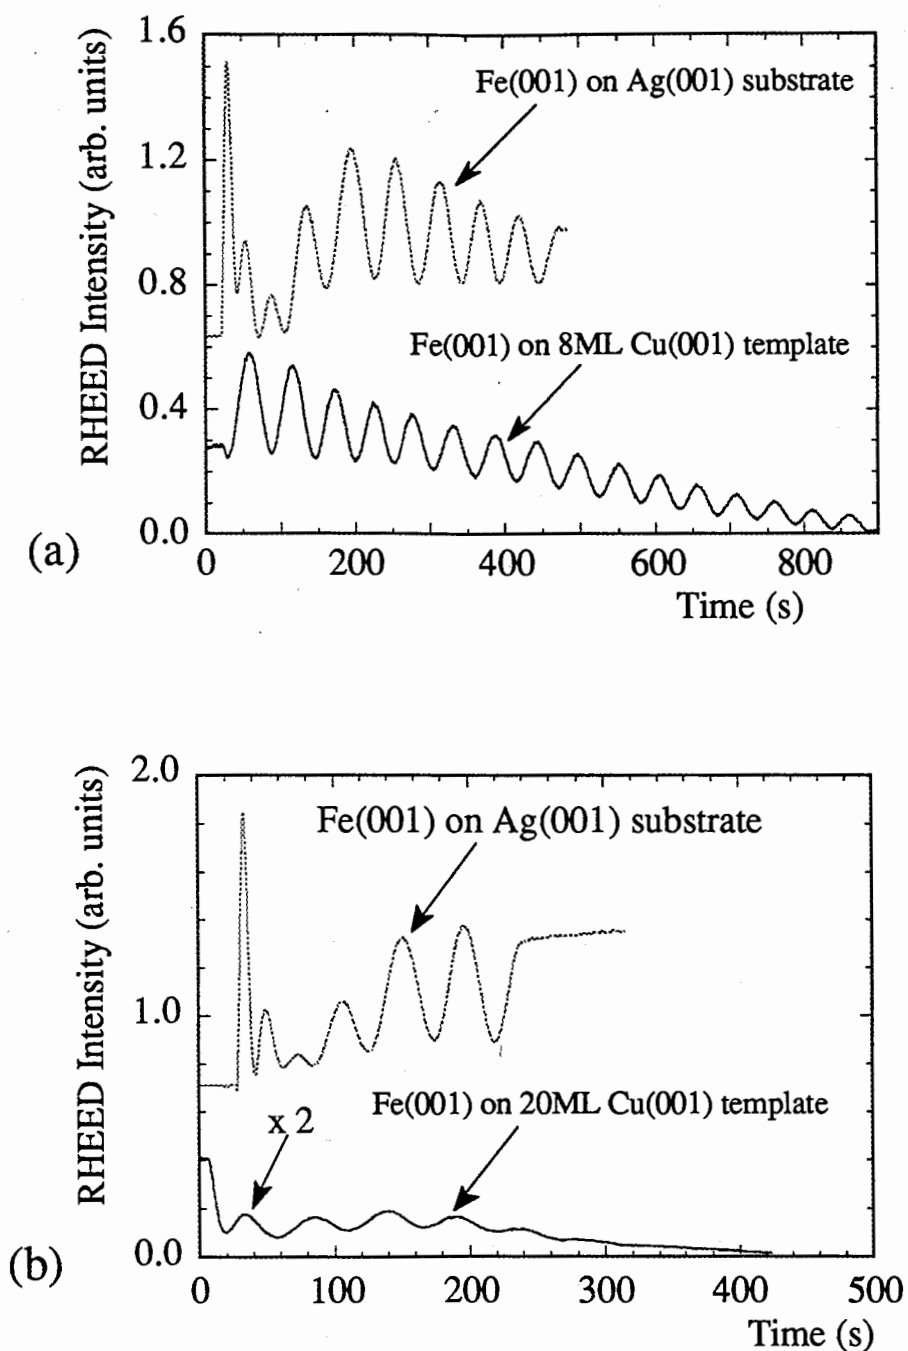 1.6
Fe(001) on Ag(001) substrate
1.2
0.8
Fe(001) on 8ML Cu(001) template
0.4
0.0
RHEED Intensity (arb. units)
(a)
0 200 400 600 800
Time (s)
2.0
Fe(001) on Ag(001) substrate
1.0
Fe(001) on 20ML Cu(001) template
x 2
0.0
RHEED Intensity (arb. units)
(b)
0 100 200 300 400 500
Time (s)